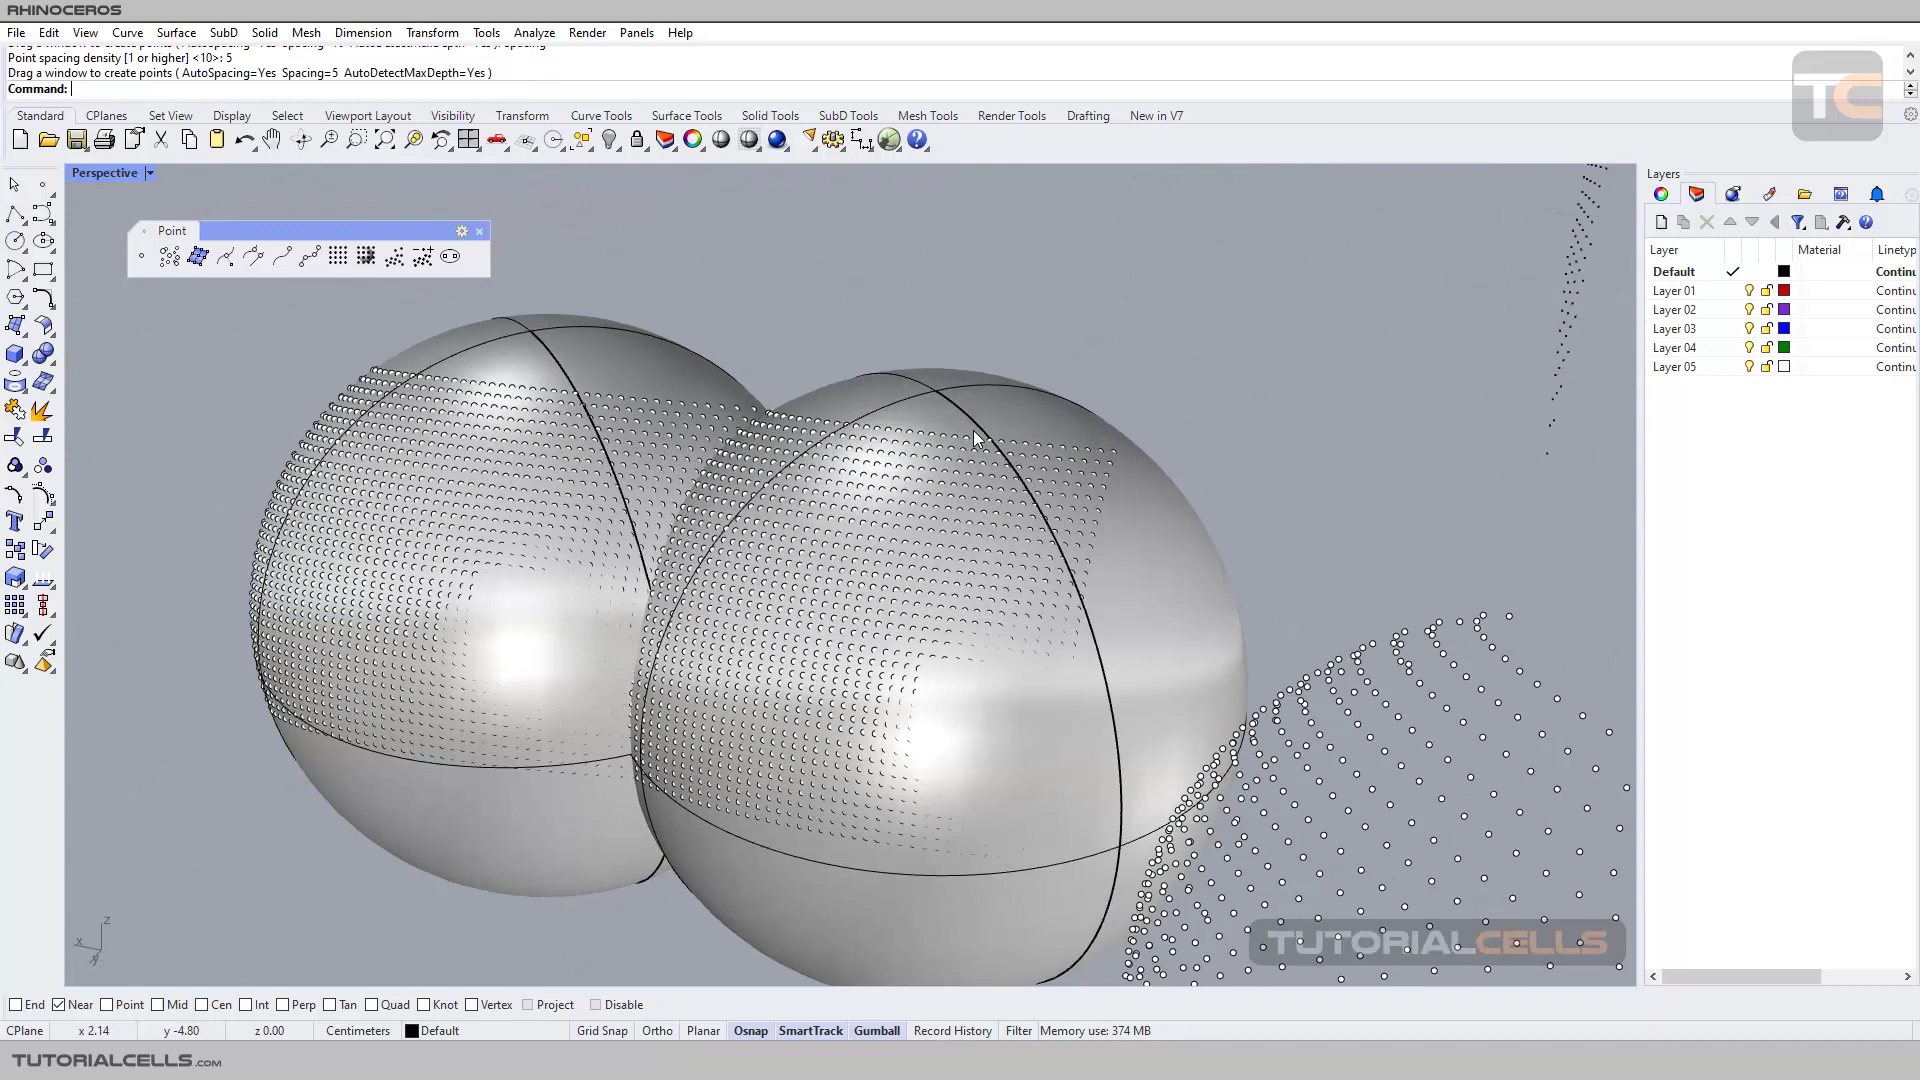 RHINOCEROS
File Edit View Curve Surface SubD Solid Mesh Dimension Transform Tools Analyze Render Panels Help
Point spacing density [1 or higher] <10>: 5
Drag a window to create points ( AutoSpacing=Yes Spacing=5 AutoDetectMaxDepth=Yes )
Command:
TC
Standard CPlanes Set View Display Select Viewport Layout Visibility Transform Curve Tools Surface Tools Solid Tools SubD Tools Mesh Tools Render Tools Drafting New in V7
Perspective
Layers
Point
Layer Material Linetyp
Default Continu
Layer 01 Continu
Layer 02 Continu
Layer 03 Continu
Layer 04 Continu
Layer 05 Continu
z
x
y
TUTORIALCELLS
End Near Point Mid Cen Int Perp Tan Quad Knot Vertex Project Disable
CPlane x 2.14 y -4.80 z 0.00 Centimeters Default Grid Snap Ortho Planar Osnap SmartTrack Gumball Record History Filter Memory use: 374 MB
TUTORIALCELLS.COM